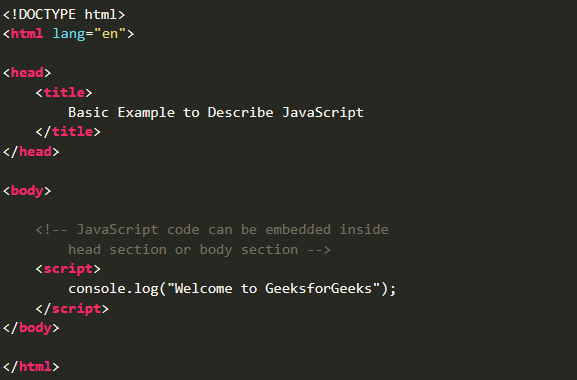 <!DOCTYPE html>
<html lang="en">
<head>
<title>
Basic Example to Describe JavaScript
</title>
</head>
<body>
<!-- JavaScript code can be embedded inside
head section or body section -->
<script>
console.log("Welcome to GeeksforGeeks");
</script>
</body>
</html>